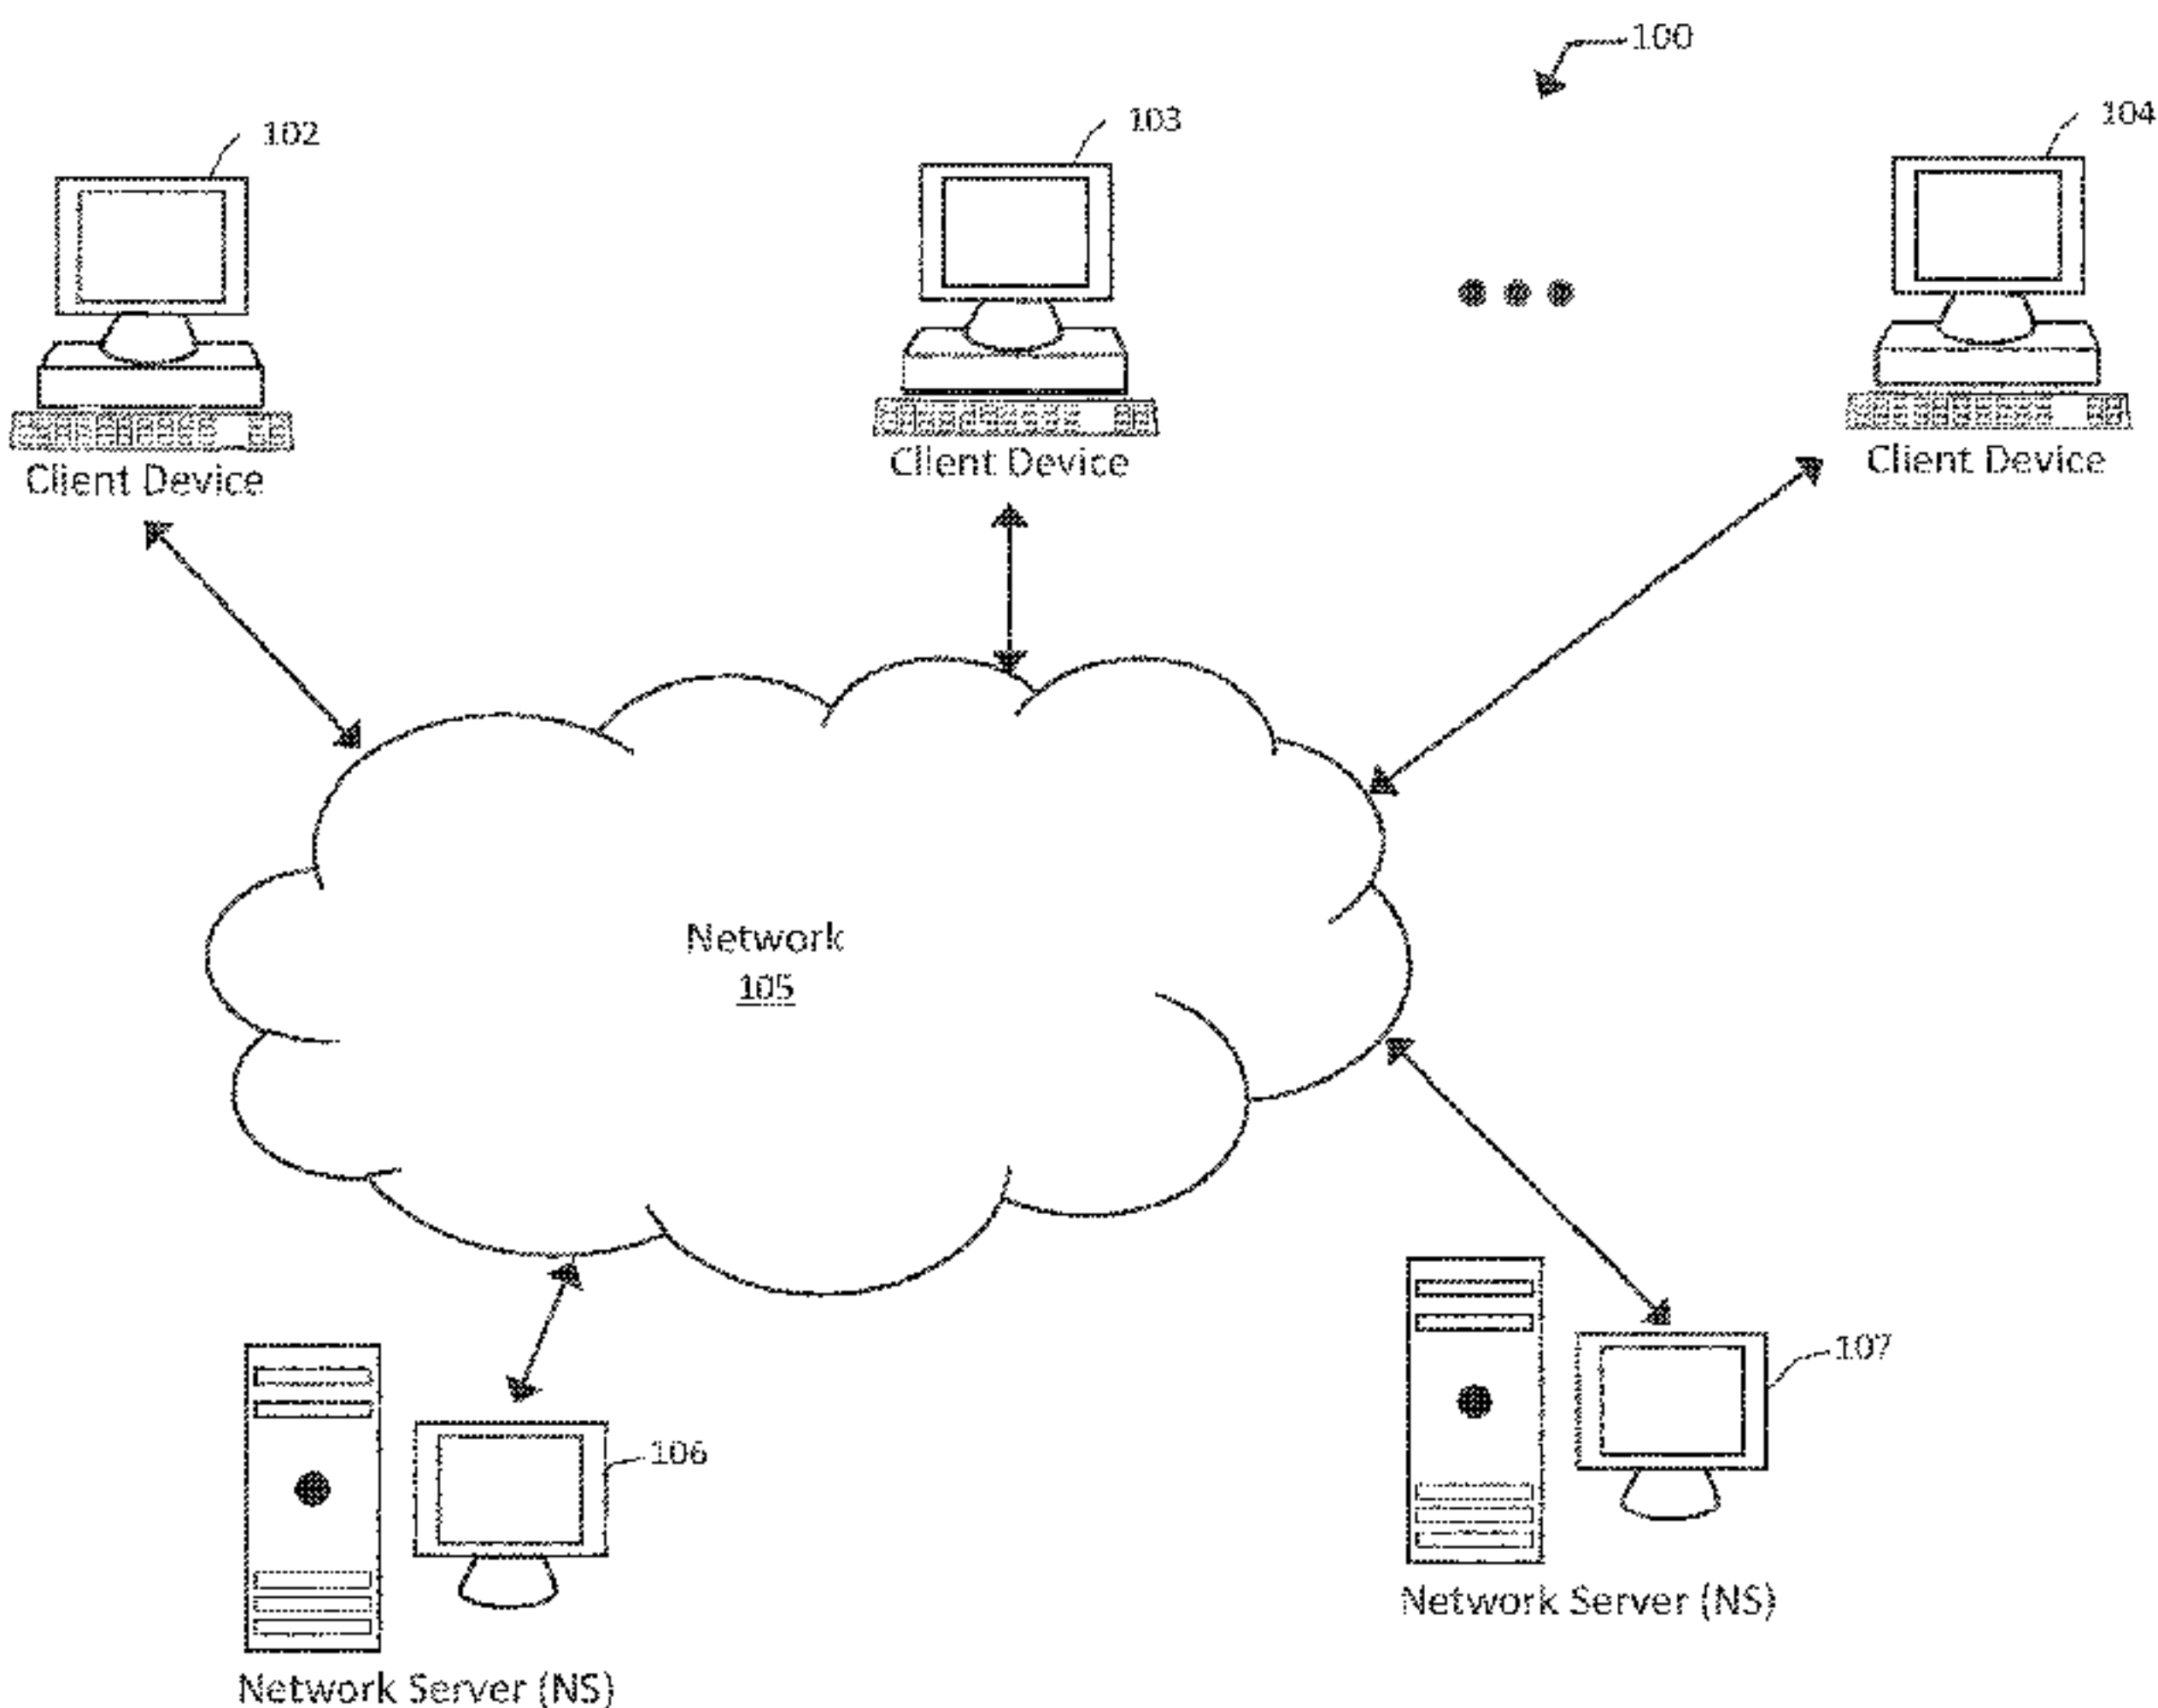 100
102
103
104
Client Device
Client Device
Client Device
Network
105
106
107
Network Server (NS)
Network Server (NS)